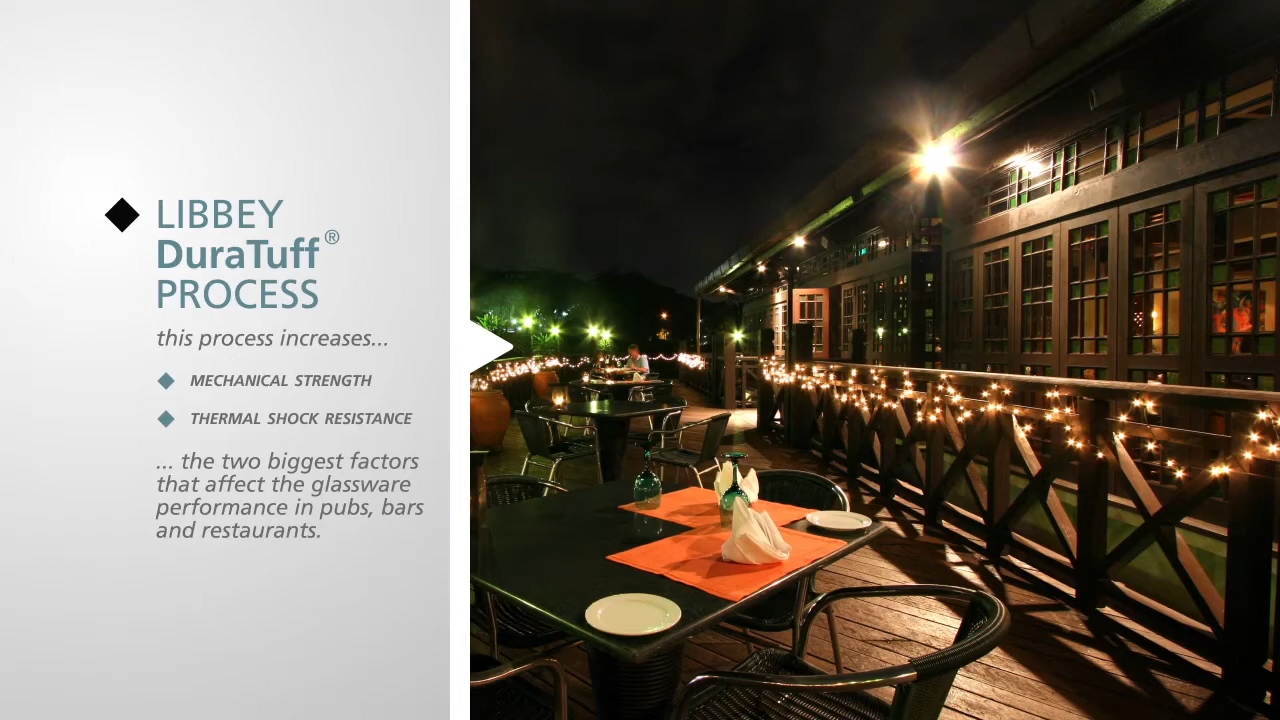 LIBBEY
DuraTuff®
PROCESS
this process increases...
MECHANICAL STRENGTH
THERMAL SHOCK RESISTANCE
... the two biggest factors
that affect the glassware
performance in pubs, bars
and restaurants.